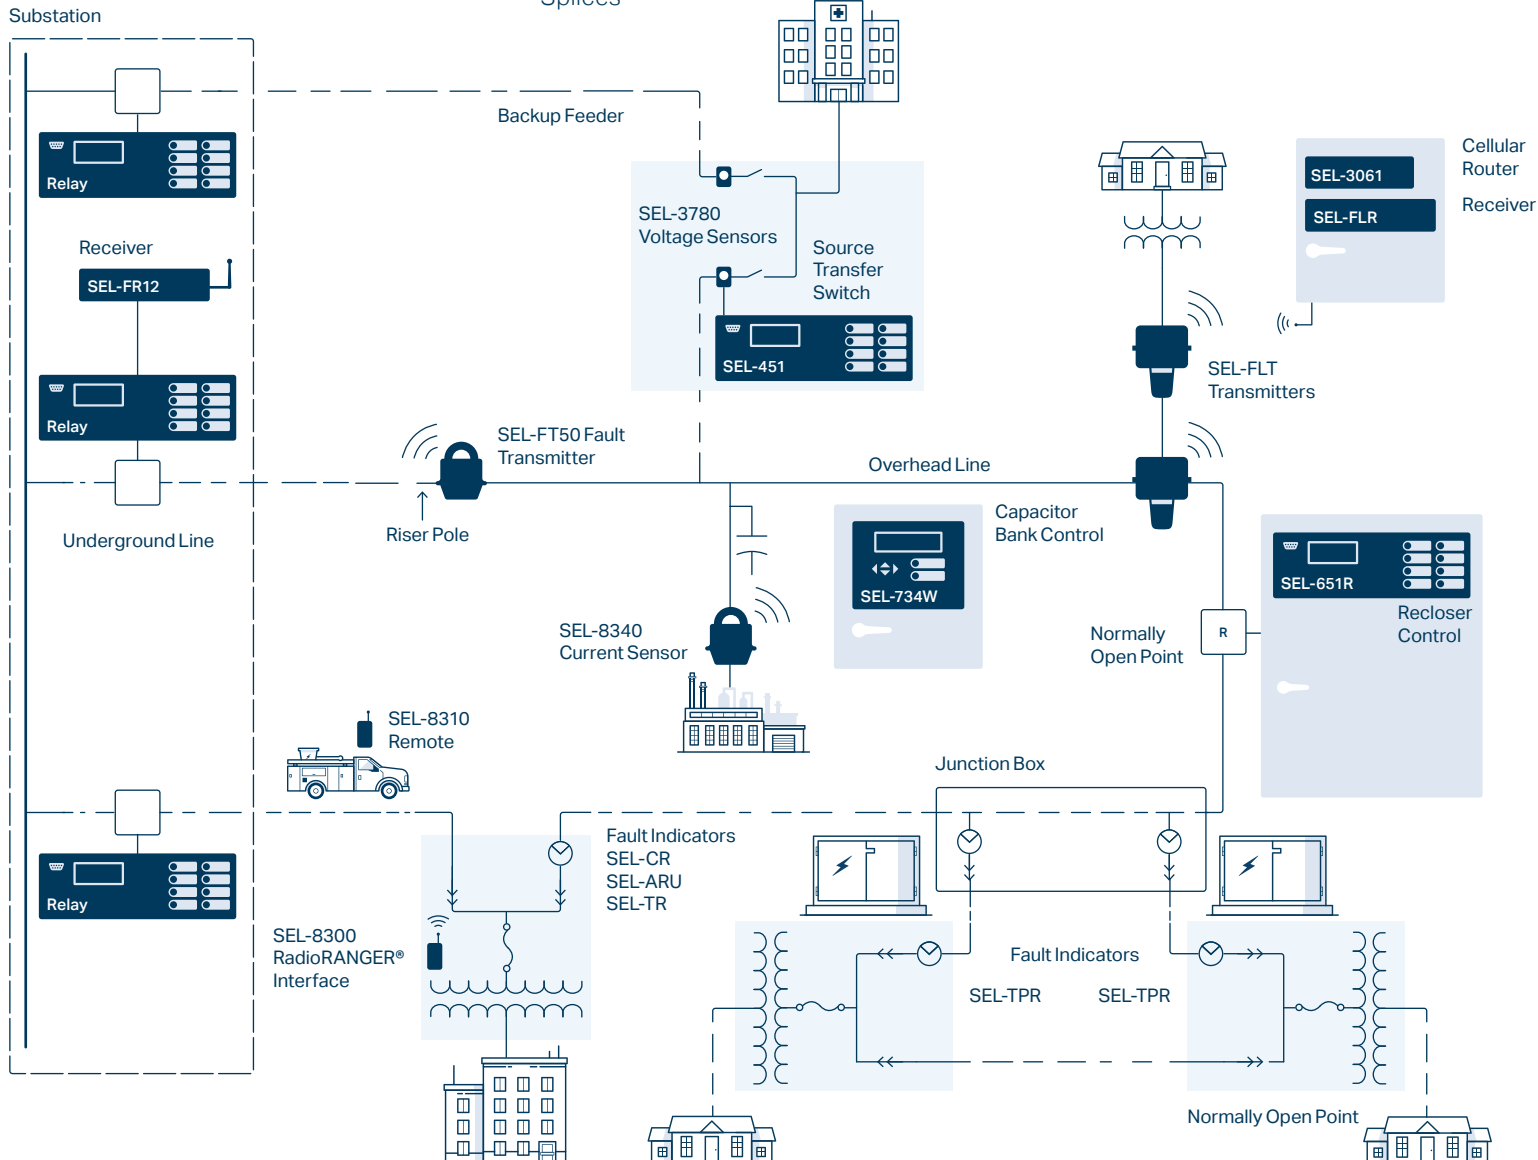 Splices
Substation
Backup Feeder
Relay
Receiver
SEL-FR12
Relay
Underground Line
SEL-3780
Voltage Sensors
Source
Transfer
Switch
SEL-451
SEL-FT50 Fault
Transmitter
Riser Pole
Overhead Line
Cellular
Router
Receiver
SEL-3061
SEL-FLR
SEL-FLT
Transmitters
Capacitor
Bank Control
SEL-734W
SEL-8340
Current Sensor
Normally
Open Point
R
SEL-651R
Recloser
Control
SEL-8310
Remote
Junction Box
Relay
Fault Indicators
SEL-CR
SEL-ARU
SEL-TR
SEL-8300
RadioRANGER®
Interface
Fault Indicators
SEL-TPR
SEL-TPR
Normally Open Point